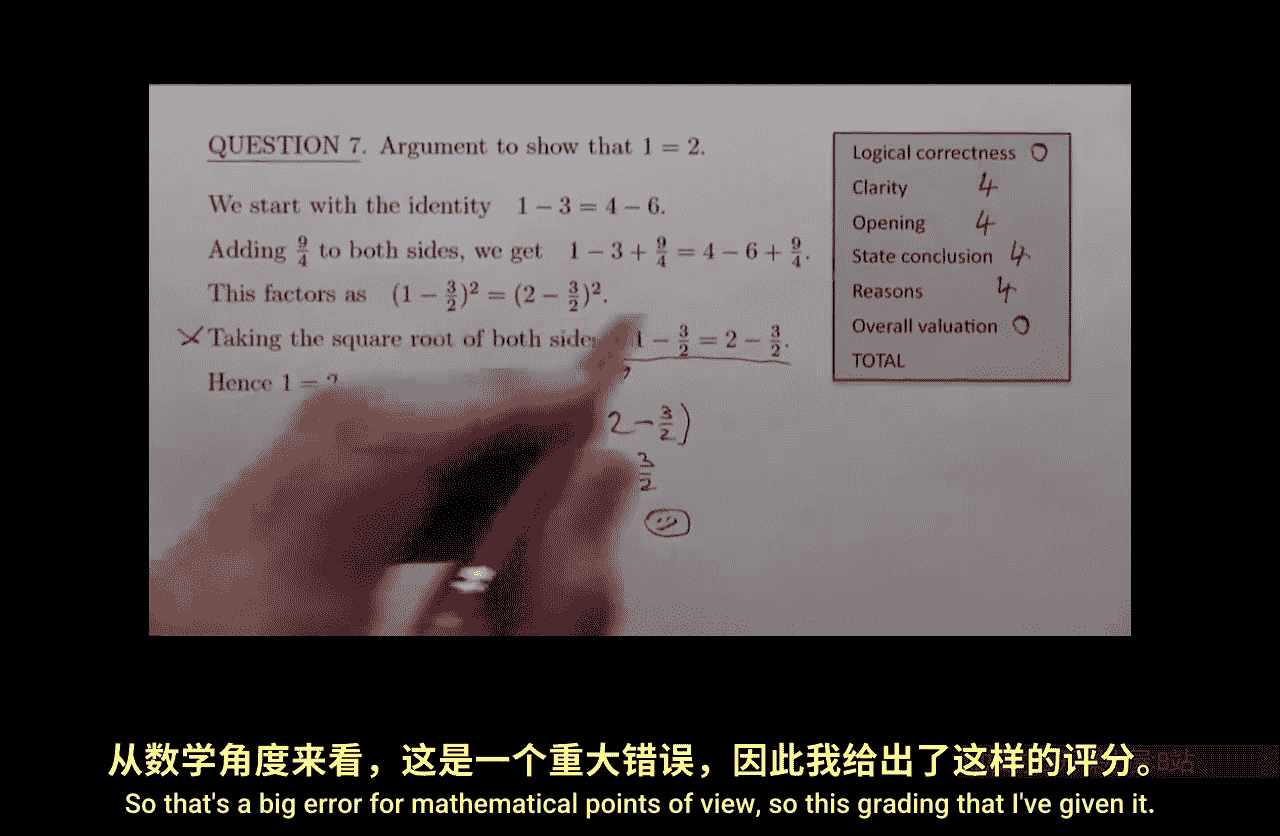 QUESTION 7. Argument to show that 1 = 2.
We start with the identity 1 − 3 = 4 − 6.
Adding 9/4 to both sides, we get 1 − 3 + 9/4 = 4 − 6 + 9/4.
This factors as (1 − 3/2)² = (2 − 3/2)².
Taking the square root of both 1 − 3/2 = 2 − 3/2.
Hence 1 =
2 − 3/2)
3/2
Logical correctness 0
Clarity 4
Opening 4
State conclusion 4
Reasons 4
Overall valuation 0
TOTAL
从数学角度来看，这是一个重大错误，因此我给出了这样的评分。
So that's a big error for mathematical points of view, so this grading that I've given it.